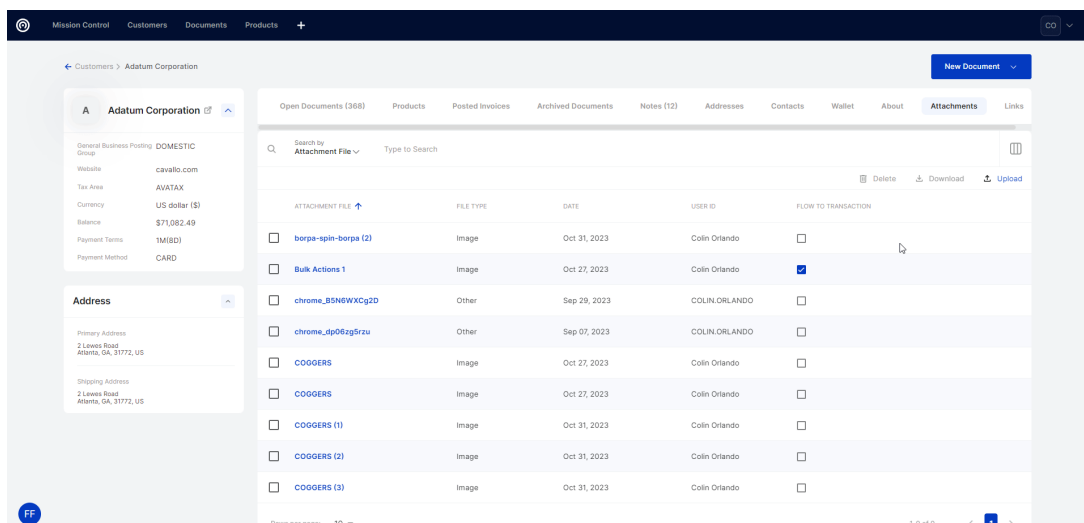 Mission Control Customers Documents Products
CO
Customers > Adatum Corporation
New Document
A Adatum Corporation
General Business Posting Group DOMESTIC
Website cavallo.com
Tax Area AVATAX
Currency US dollar ($)
Balance $71,082.49
Payment Terms 1M(8D)
Payment Method CARD
Address
Primary Address
2 Lewes Road
Atlanta, GA, 31772, US
Shipping Address
2 Lewes Road
Atlanta, GA, 31772, US
FF
Open Documents (368) Products Posted Invoices Archived Documents Notes (12) Addresses Contacts Wallet About Attachments Links
Search by
Attachment File Type to Search
Delete Download Upload
ATTACHMENT FILE FILE TYPE DATE USER ID FLOW TO TRANSACTION
borpa-spin-borpa (2) Image Oct 31, 2023 Colin Orlando
Bulk Actions 1 Image Oct 27, 2023 Colin Orlando
chrome_B5N6WXCg2D Other Sep 29, 2023 COLIN.ORLANDO
chrome_dp06zg5rzu Other Sep 07, 2023 COLIN.ORLANDO
COGGERS Image Oct 27, 2023 Colin Orlando
COGGERS Image Oct 27, 2023 Colin Orlando
COGGERS (1) Image Oct 31, 2023 Colin Orlando
COGGERS (2) Image Oct 31, 2023 Colin Orlando
COGGERS (3) Image Oct 31, 2023 Colin Orlando